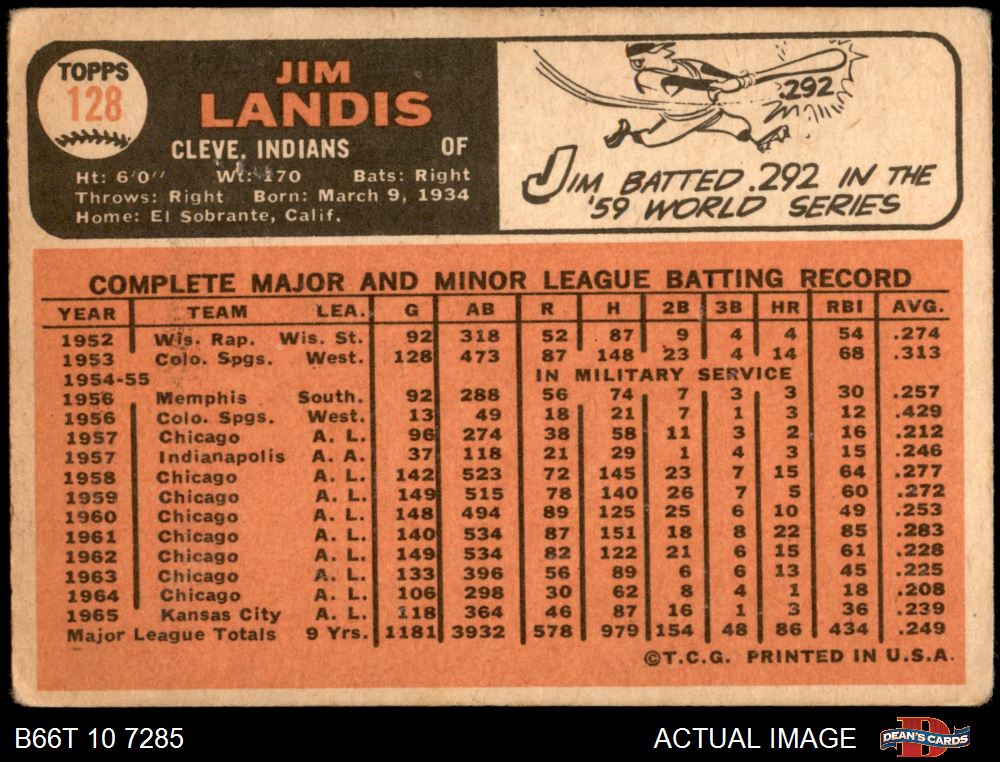 TOPPS
128
JIM
LANDIS
CLEVE. INDIANS OF
Ht: 6'0" Wt: 170 Bats: Right
Throws: Right Born: March 9, 1934
Home: El Sobrante, Calif.
.292
JIM BATTED .292 IN THE
'59 WORLD SERIES
COMPLETE MAJOR AND MINOR LEAGUE BATTING RECORD
YEAR TEAM LEA. G AB R H 2B 3B HR RBI AVG.
1952 Wis. Rap. Wis. St. 92 318 52 87 9 4 4 54 .274
1953 Colo. Spgs. West. 128 473 87 148 23 4 14 68 .313
1954-55 IN MILITARY SERVICE
1956 Memphis South. 92 288 56 74 7 3 3 30 .257
1956 Colo. Spgs. West. 13 49 18 21 7 1 3 12 .429
1957 Chicago A. L. 96 274 38 58 11 3 2 16 .212
1957 Indianapolis A. A. 37 118 21 29 1 4 3 15 .246
1958 Chicago A. L. 142 523 72 145 23 7 15 64 .277
1959 Chicago A. L. 149 515 78 140 26 7 5 60 .272
1960 Chicago A. L. 148 494 89 125 25 6 10 49 .253
1961 Chicago A. L. 140 534 87 151 18 8 22 85 .283
1962 Chicago A. L. 149 534 82 122 21 6 15 61 .228
1963 Chicago A. L. 133 396 56 89 6 6 13 45 .225
1964 Chicago A. L. 106 298 30 62 8 4 1 18 .208
1965 Kansas City A. L. 118 364 46 87 16 1 3 36 .239
Major League Totals 9 Yrs. 1181 3932 578 979 154 48 86 434 .249
©T.C.G. PRINTED IN U.S.A.
B66T 10 7285 ACTUAL IMAGE
D
DEAN'S CARDS